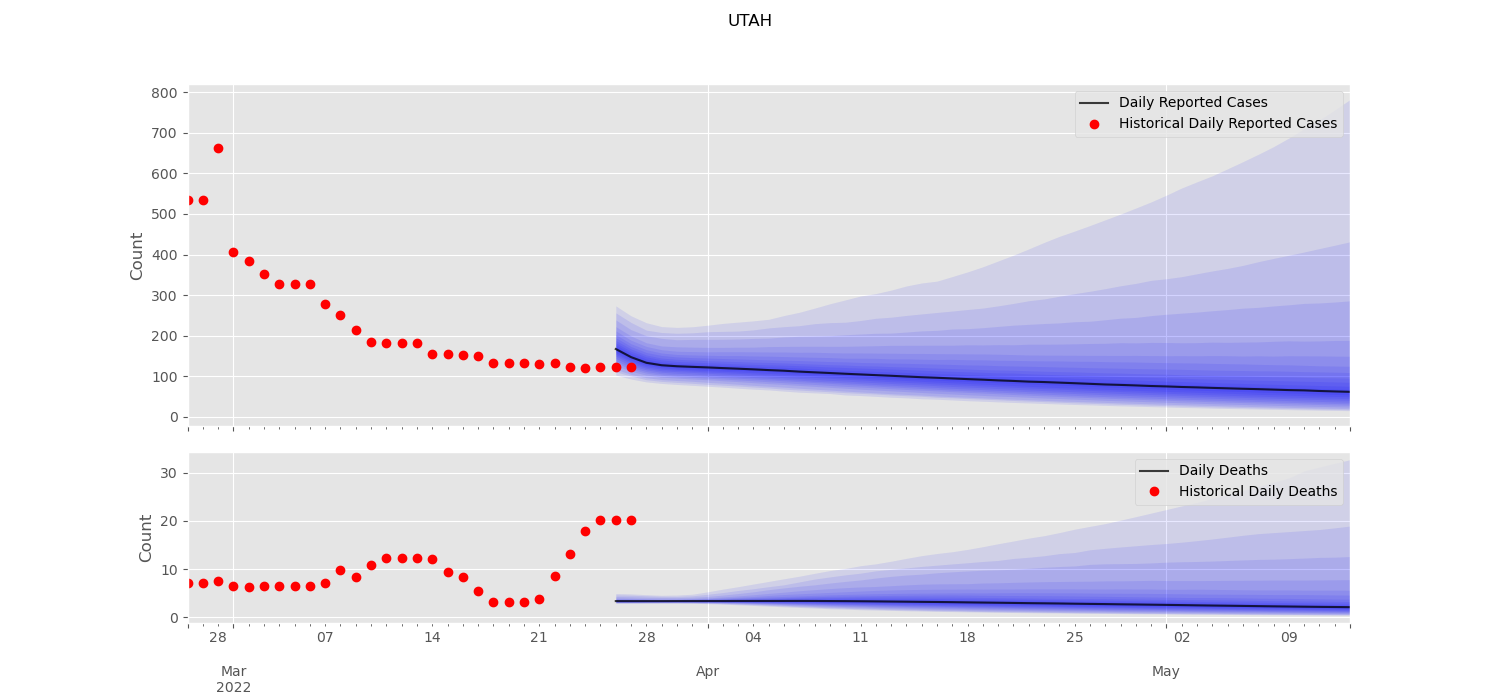 UTAH
800
700
600
500
400
300
200
100
0
Count
Daily Reported Cases
Historical Daily Reported Cases
30
20
10
0
Count
Daily Deaths
Historical Daily Deaths
28 07 14 21 28 04 11 18 25 02 09
Mar Apr May
2022